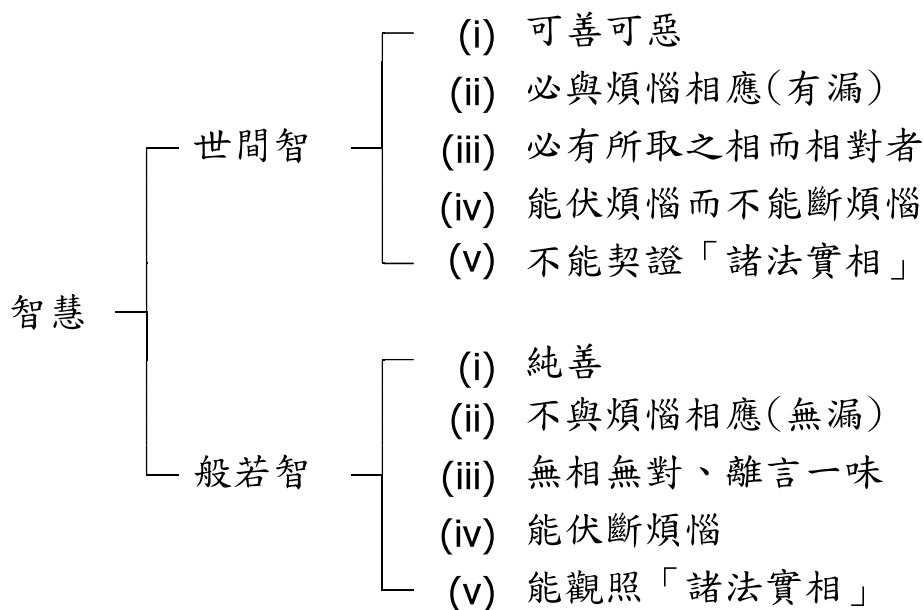 智慧
世間智
(i) 可善可惡
(ii) 必與煩惱相應(有漏)
(iii) 必有所取之相而相對者
(iv) 能伏煩惱而不能斷煩惱
(v) 不能契證「諸法實相」
般若智
(i) 純善
(ii) 不與煩惱相應(無漏)
(iii) 無相無對、離言一味
(iv) 能伏斷煩惱
(v) 能觀照「諸法實相」